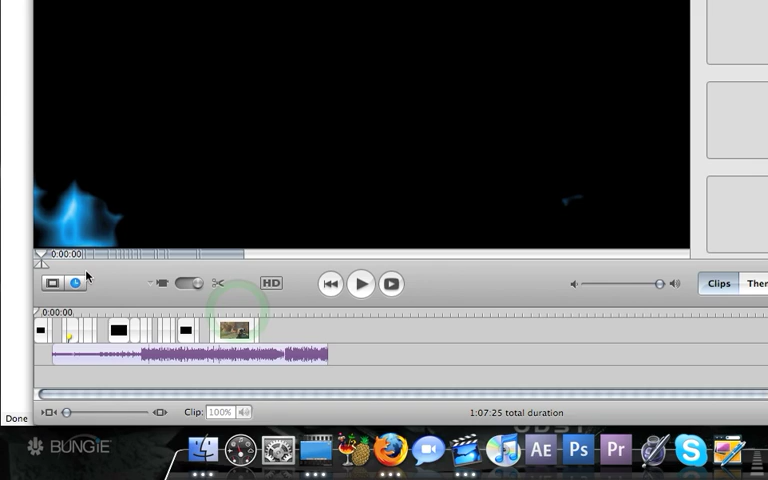 0:00:00
HD
Clips
0:00:00
Done
Clip: 100%
1:07:25 total duration
BUNGIE
AE
Ps
Pr